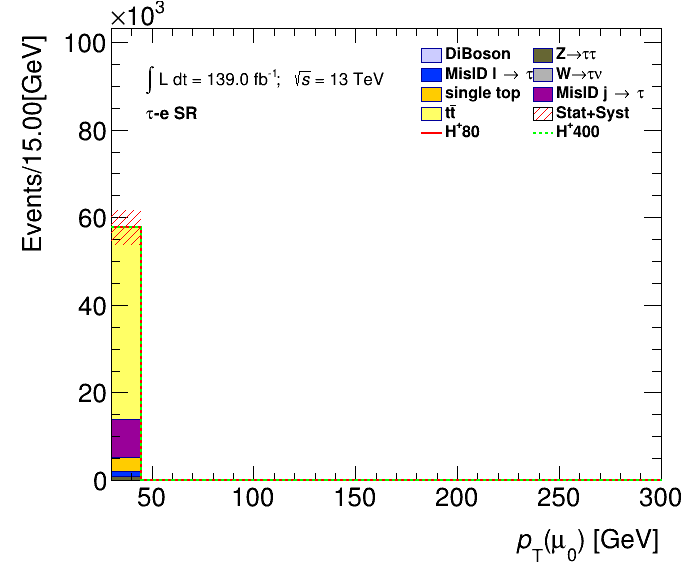 ×10³
Events/15.00[GeV]
100
80
60
40
20
0
∫ L dt = 139.0 fb⁻¹; √s = 13 TeV
τ-e SR
DiBoson
Z→ττ
MisID l → τ
W→τν
single top
MisID j → τ
tt̄
Stat+Syst
H⁺80
H⁺400
50 100 150 200 250 300
p_T(μ_0) [GeV]